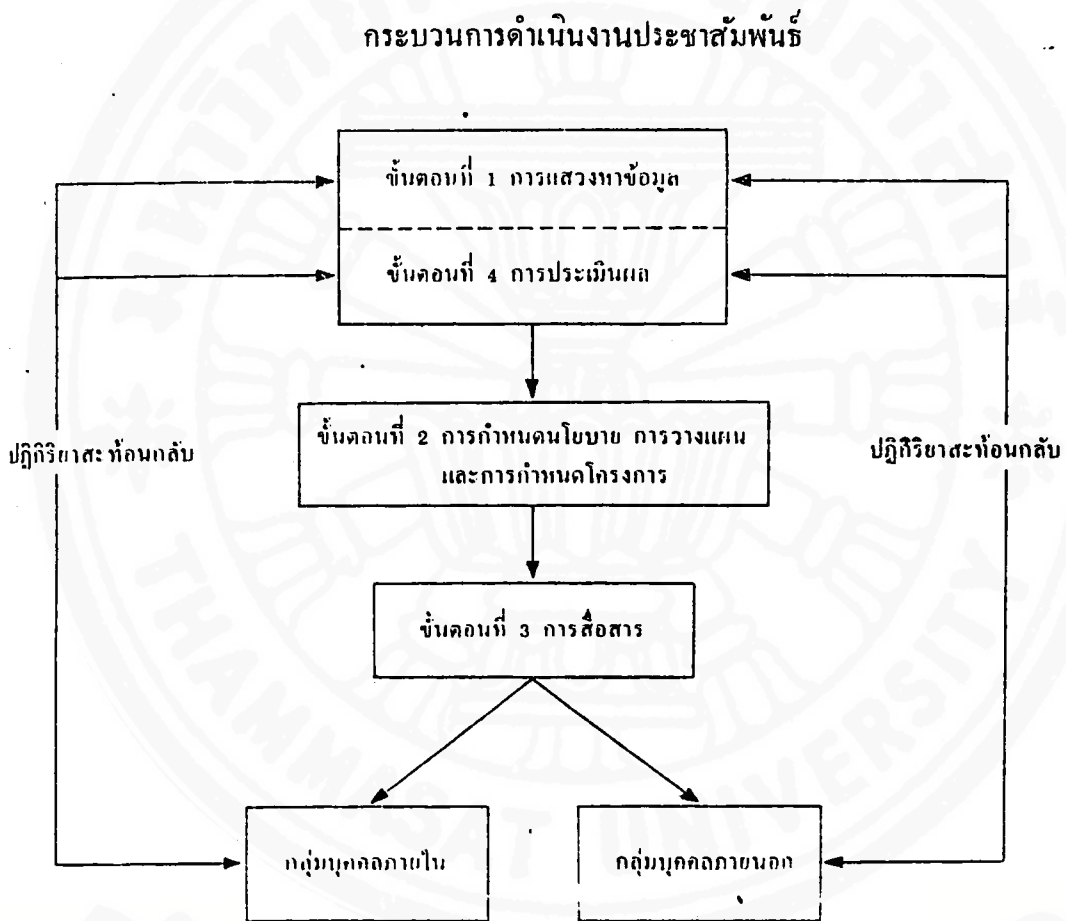 กระบวนการดำเนินงานประชาสัมพันธ์
ขั้นตอนที่ 1 การแสวงหาข้อมูล
ขั้นตอนที่ 4 การประเมินผล
ขั้นตอนที่ 2 การกำหนดนโยบาย การวางแผน
และการกำหนดโครงการ
ปฏิกิริยาสะท้อนกลับ
ปฏิกิริยาสะท้อนกลับ
ขั้นตอนที่ 3 การสื่อสาร
กลุ่มบุคคลภายใน
กลุ่มบุคคลภายนอก
THAMMASAT UNIVERSITY